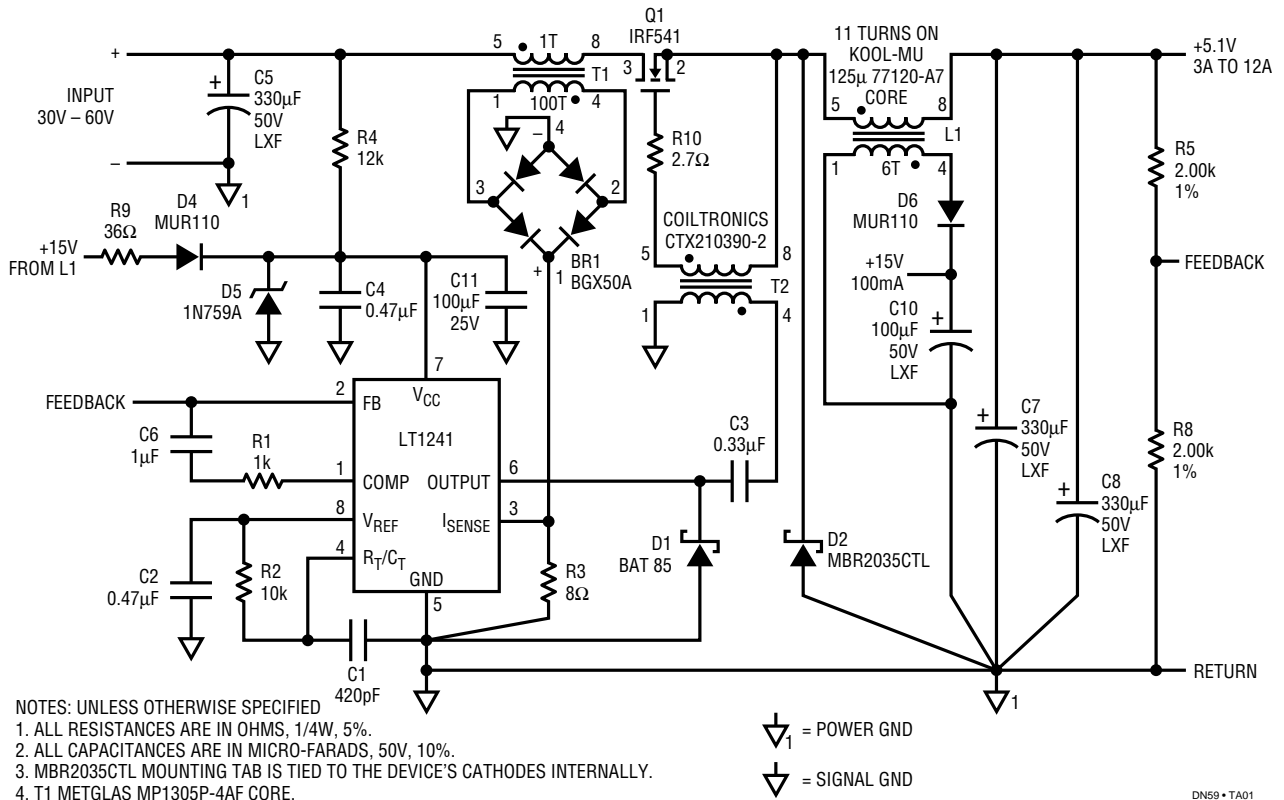 +
INPUT
30V – 60V
–
+
C5
330µF
50V
LXF
1
R4
12k
5
1T
8
T1
1
100T
4
–
4
3
2
+
1
BR1
BGX50A
Q1
IRF541
3
2
R10
2.7Ω
COILTRONICS
CTX210390-2
5
8
T2
1
4
11 TURNS ON
KOOL-MU
125µ 77120-A7
CORE
5
8
L1
1
6T
4
D6
MUR110
+15V
100mA
+
C10
100µF
50V
LXF
+5.1V
3A TO 12A
R5
2.00k
1%
FEEDBACK
R8
2.00k
1%
+
C7
330µF
50V
LXF
+
C8
330µF
50V
LXF
R9
36Ω
D4
MUR110
+15V
FROM L1
D5
1N759A
C4
0.47µF
C11
100µF
25V
7
VCC
FEEDBACK
2
FB
LT1241
C6
1µF
R1
1k
1
COMP
OUTPUT
6
C3
0.33µF
8
VREF
ISENSE
3
4
RT/CT
GND
5
C2
0.47µF
R2
10k
C1
420pF
R3
8Ω
D1
BAT 85
D2
MBR2035CTL
RETURN
1
NOTES: UNLESS OTHERWISE SPECIFIED
1. ALL RESISTANCES ARE IN OHMS, 1/4W, 5%.
2. ALL CAPACITANCES ARE IN MICRO-FARADS, 50V, 10%.
3. MBR2035CTL MOUNTING TAB IS TIED TO THE DEVICE'S CATHODES INTERNALLY.
4. T1 METGLAS MP1305P-4AF CORE.
1 = POWER GND
= SIGNAL GND
DN59 • TA01